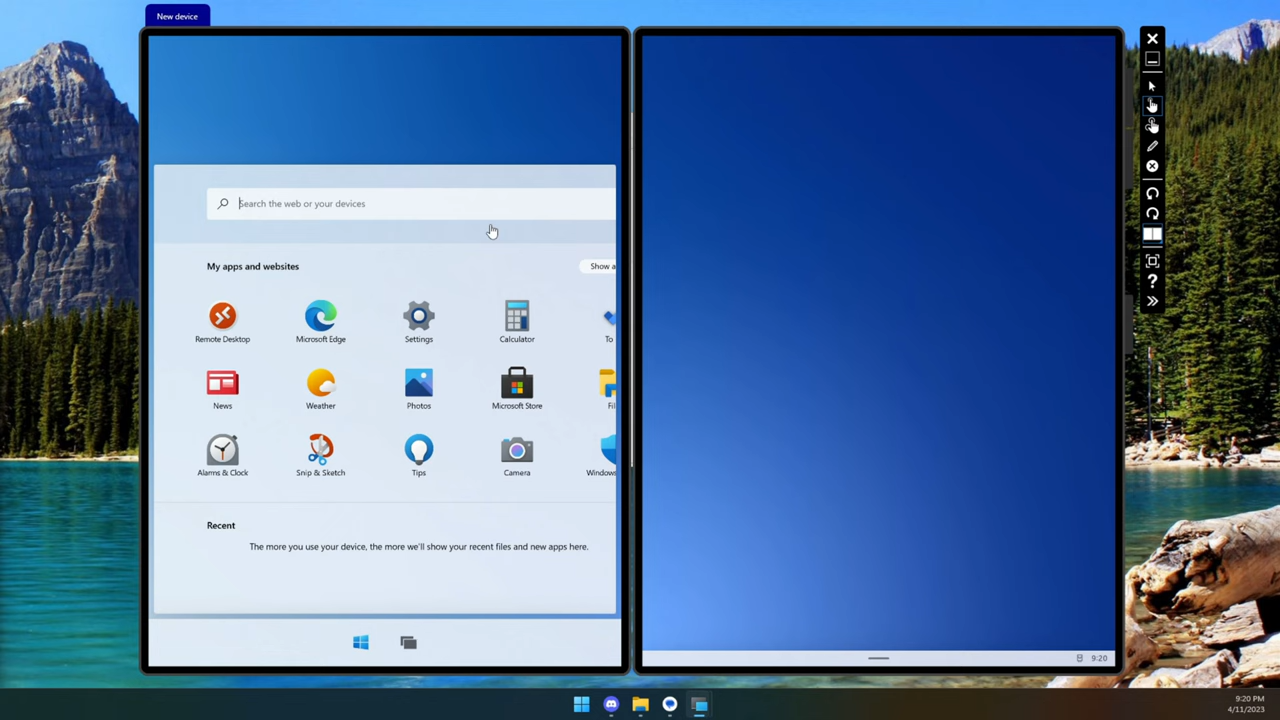 New device
Search the web or your devices
My apps and websites
Show a
Remote Desktop
Microsoft Edge
Settings
Calculator
To
News
Weather
Photos
Microsoft Store
Fil
Alarms & Clock
Snip & Sketch
Tips
Camera
Windows
Recent
The more you use your device, the more we'll show your recent files and new apps here.
9:20
9:20 PM
4/11/2023